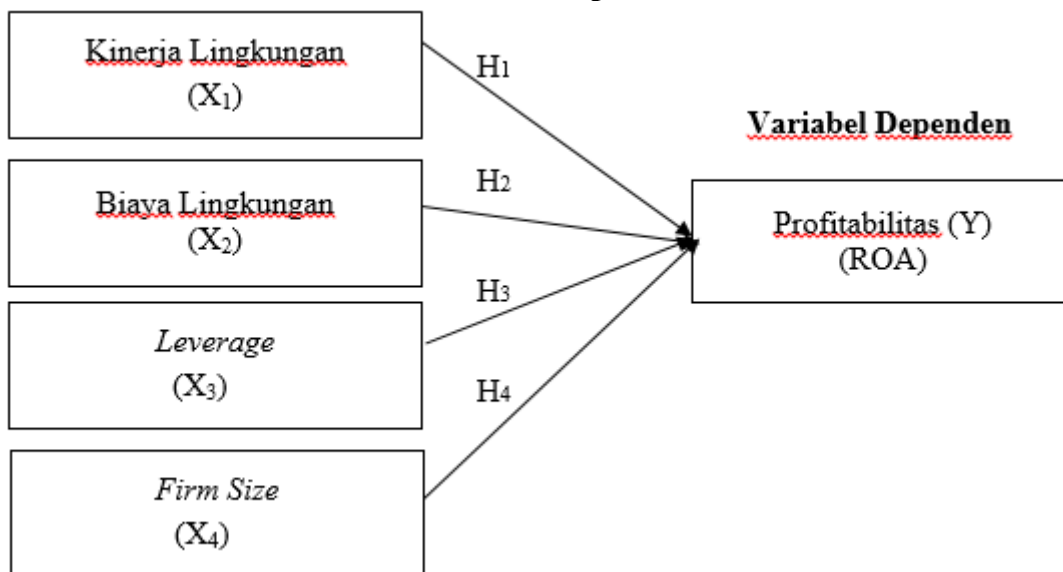 Kinerja Lingkungan
(X₁)
H₁
Variabel Dependen
Biaya Lingkungan
(X₂)
H₂
Profitabilitas (Y)
(ROA)
Leverage
(X₃)
H₃
Firm Size
(X₄)
H₄